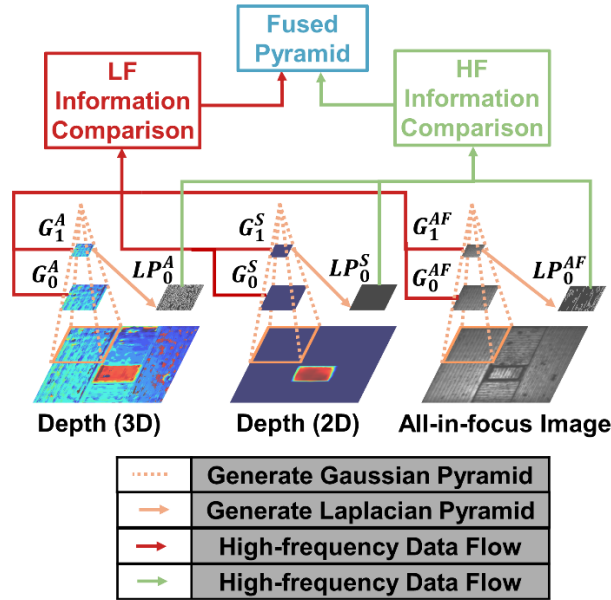 Fused
Pyramid
LF
Information
Comparison
HF
Information
Comparison
G_1^A
LP_0^A
G_0^A
G_1^S
LP_0^S
G_0^S
G_1^{AF}
LP_0^{AF}
G_0^{AF}
Depth (3D)
Depth (2D)
All-in-focus Image
Generate Gaussian Pyramid
Generate Laplacian Pyramid
High-frequency Data Flow
High-frequency Data Flow